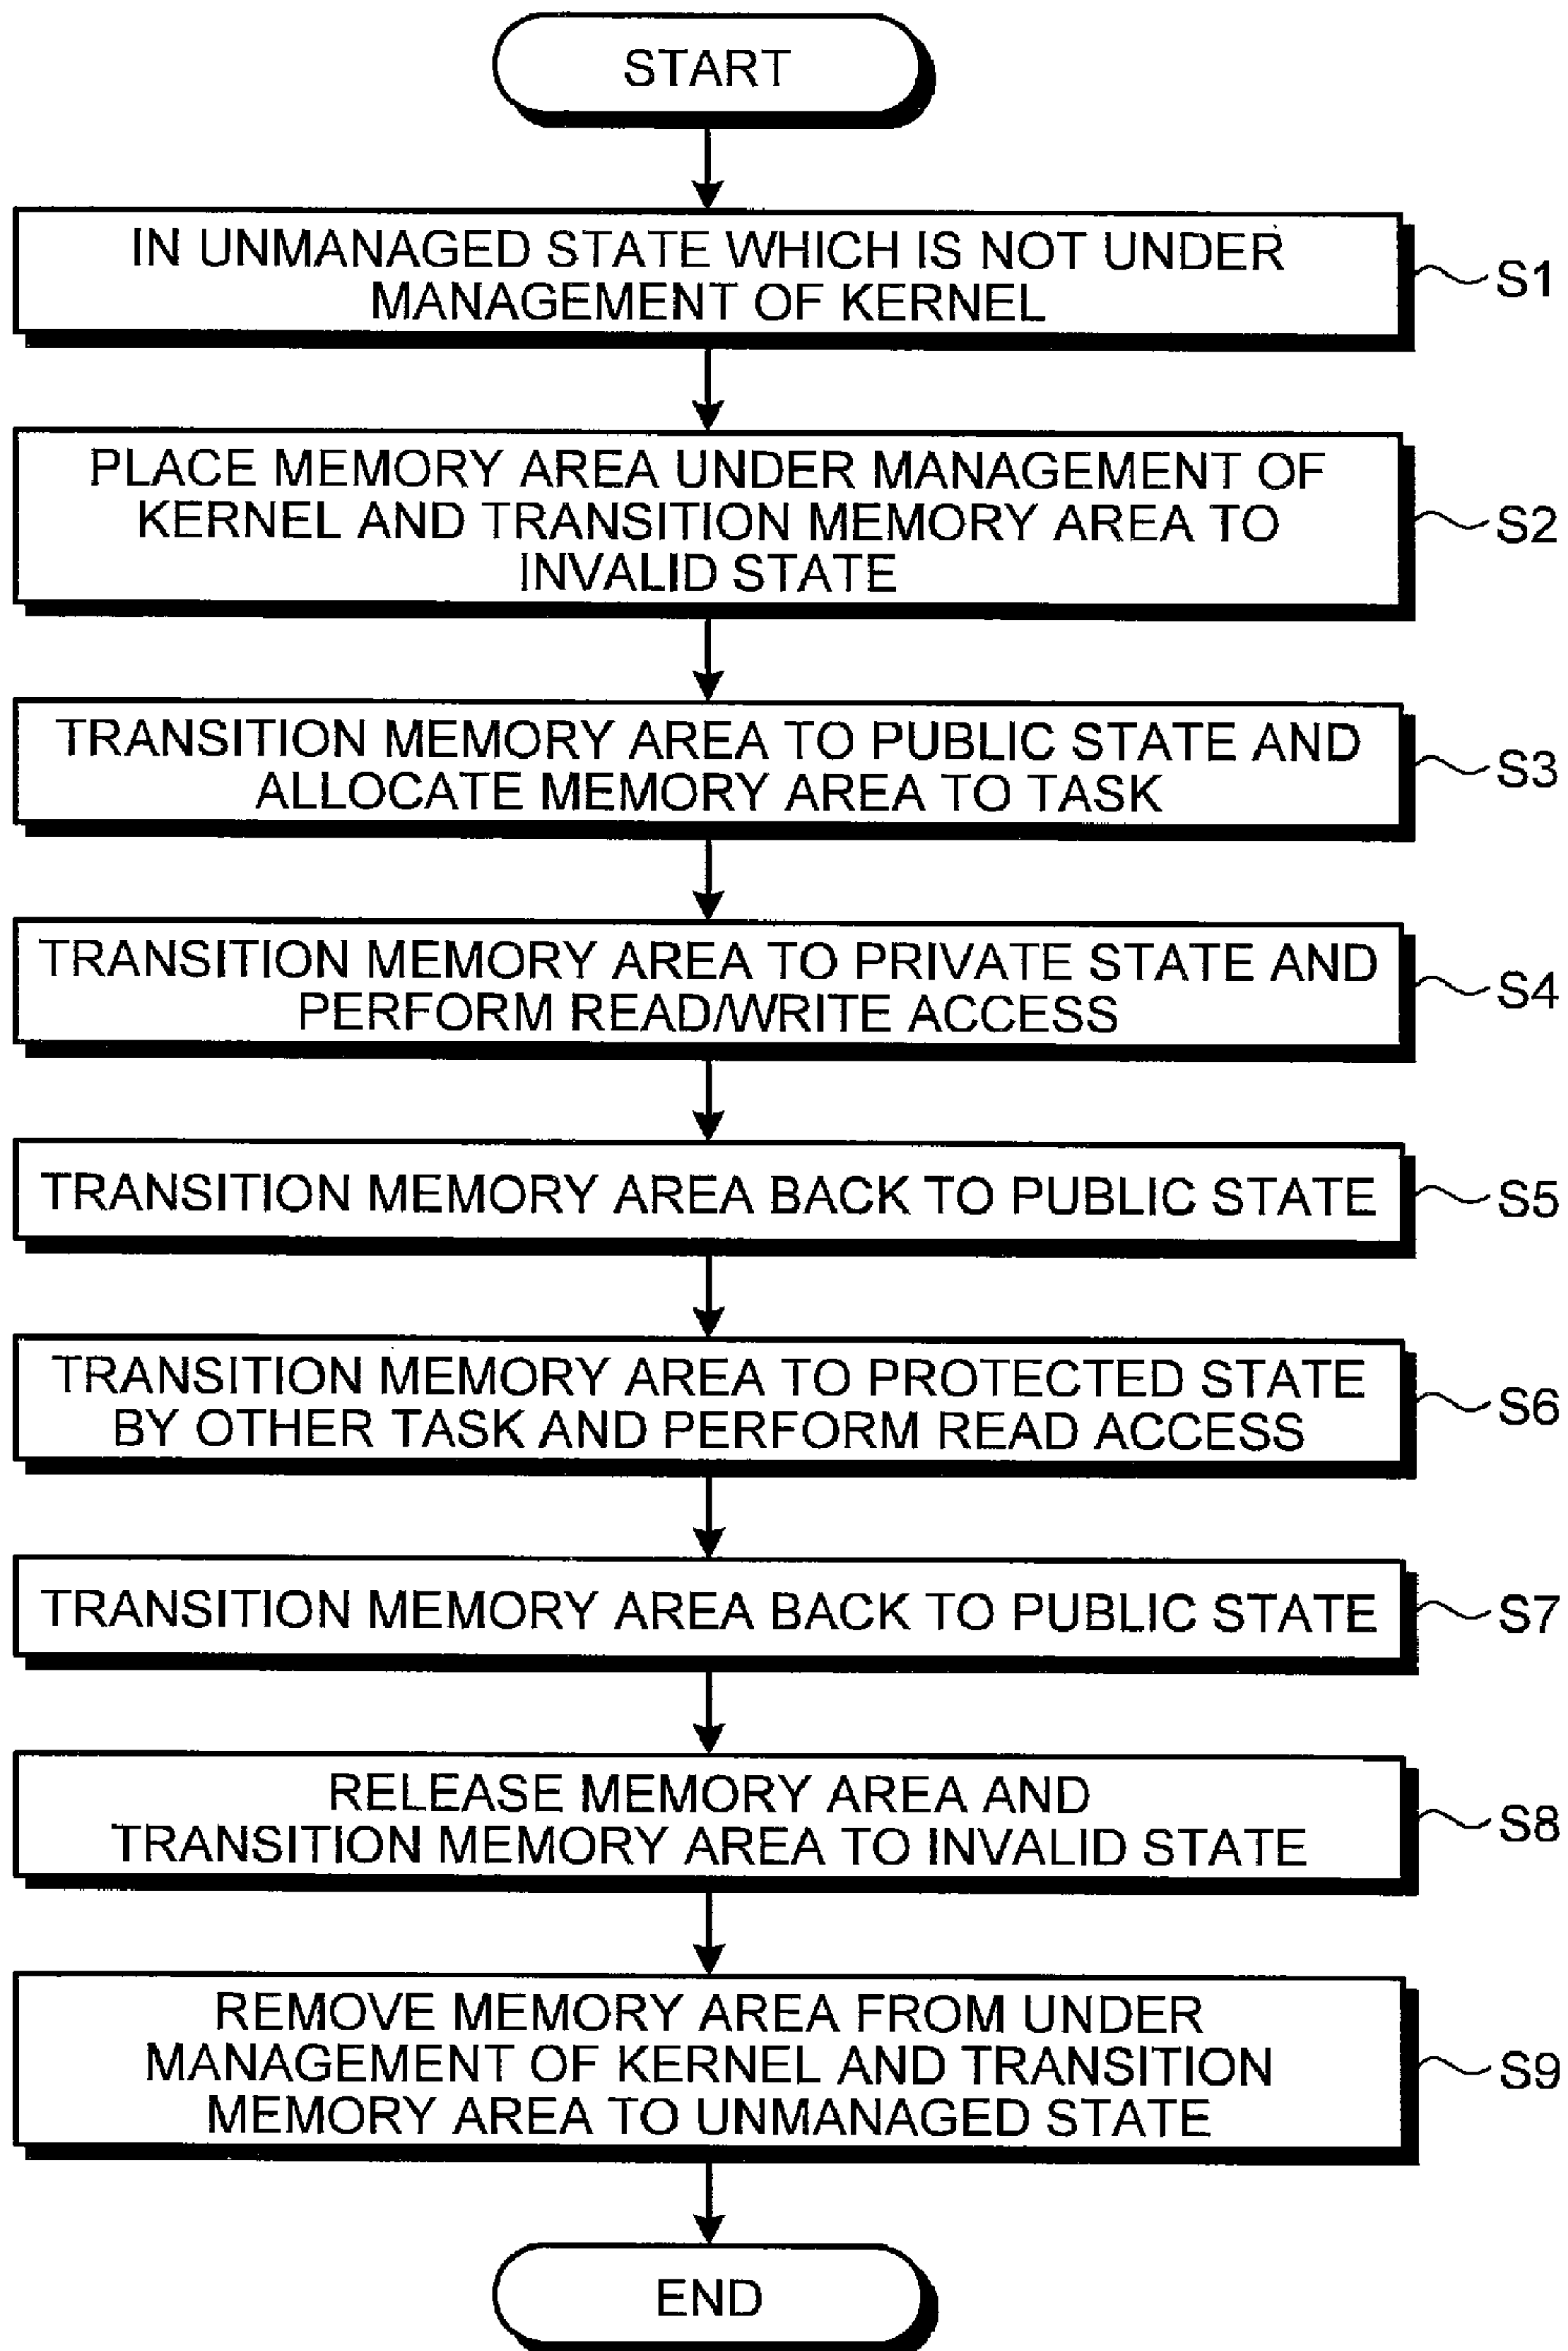 START
IN UNMANAGED STATE WHICH IS NOT UNDER
MANAGEMENT OF KERNEL
S1
PLACE MEMORY AREA UNDER MANAGEMENT OF
KERNEL AND TRANSITION MEMORY AREA TO
INVALID STATE
S2
TRANSITION MEMORY AREA TO PUBLIC STATE AND
ALLOCATE MEMORY AREA TO TASK
S3
TRANSITION MEMORY AREA TO PRIVATE STATE AND
PERFORM READ/WRITE ACCESS
S4
TRANSITION MEMORY AREA BACK TO PUBLIC STATE
S5
TRANSITION MEMORY AREA TO PROTECTED STATE
BY OTHER TASK AND PERFORM READ ACCESS
S6
TRANSITION MEMORY AREA BACK TO PUBLIC STATE
S7
RELEASE MEMORY AREA AND
TRANSITION MEMORY AREA TO INVALID STATE
S8
REMOVE MEMORY AREA FROM UNDER
MANAGEMENT OF KERNEL AND TRANSITION
MEMORY AREA TO UNMANAGED STATE
S9
END